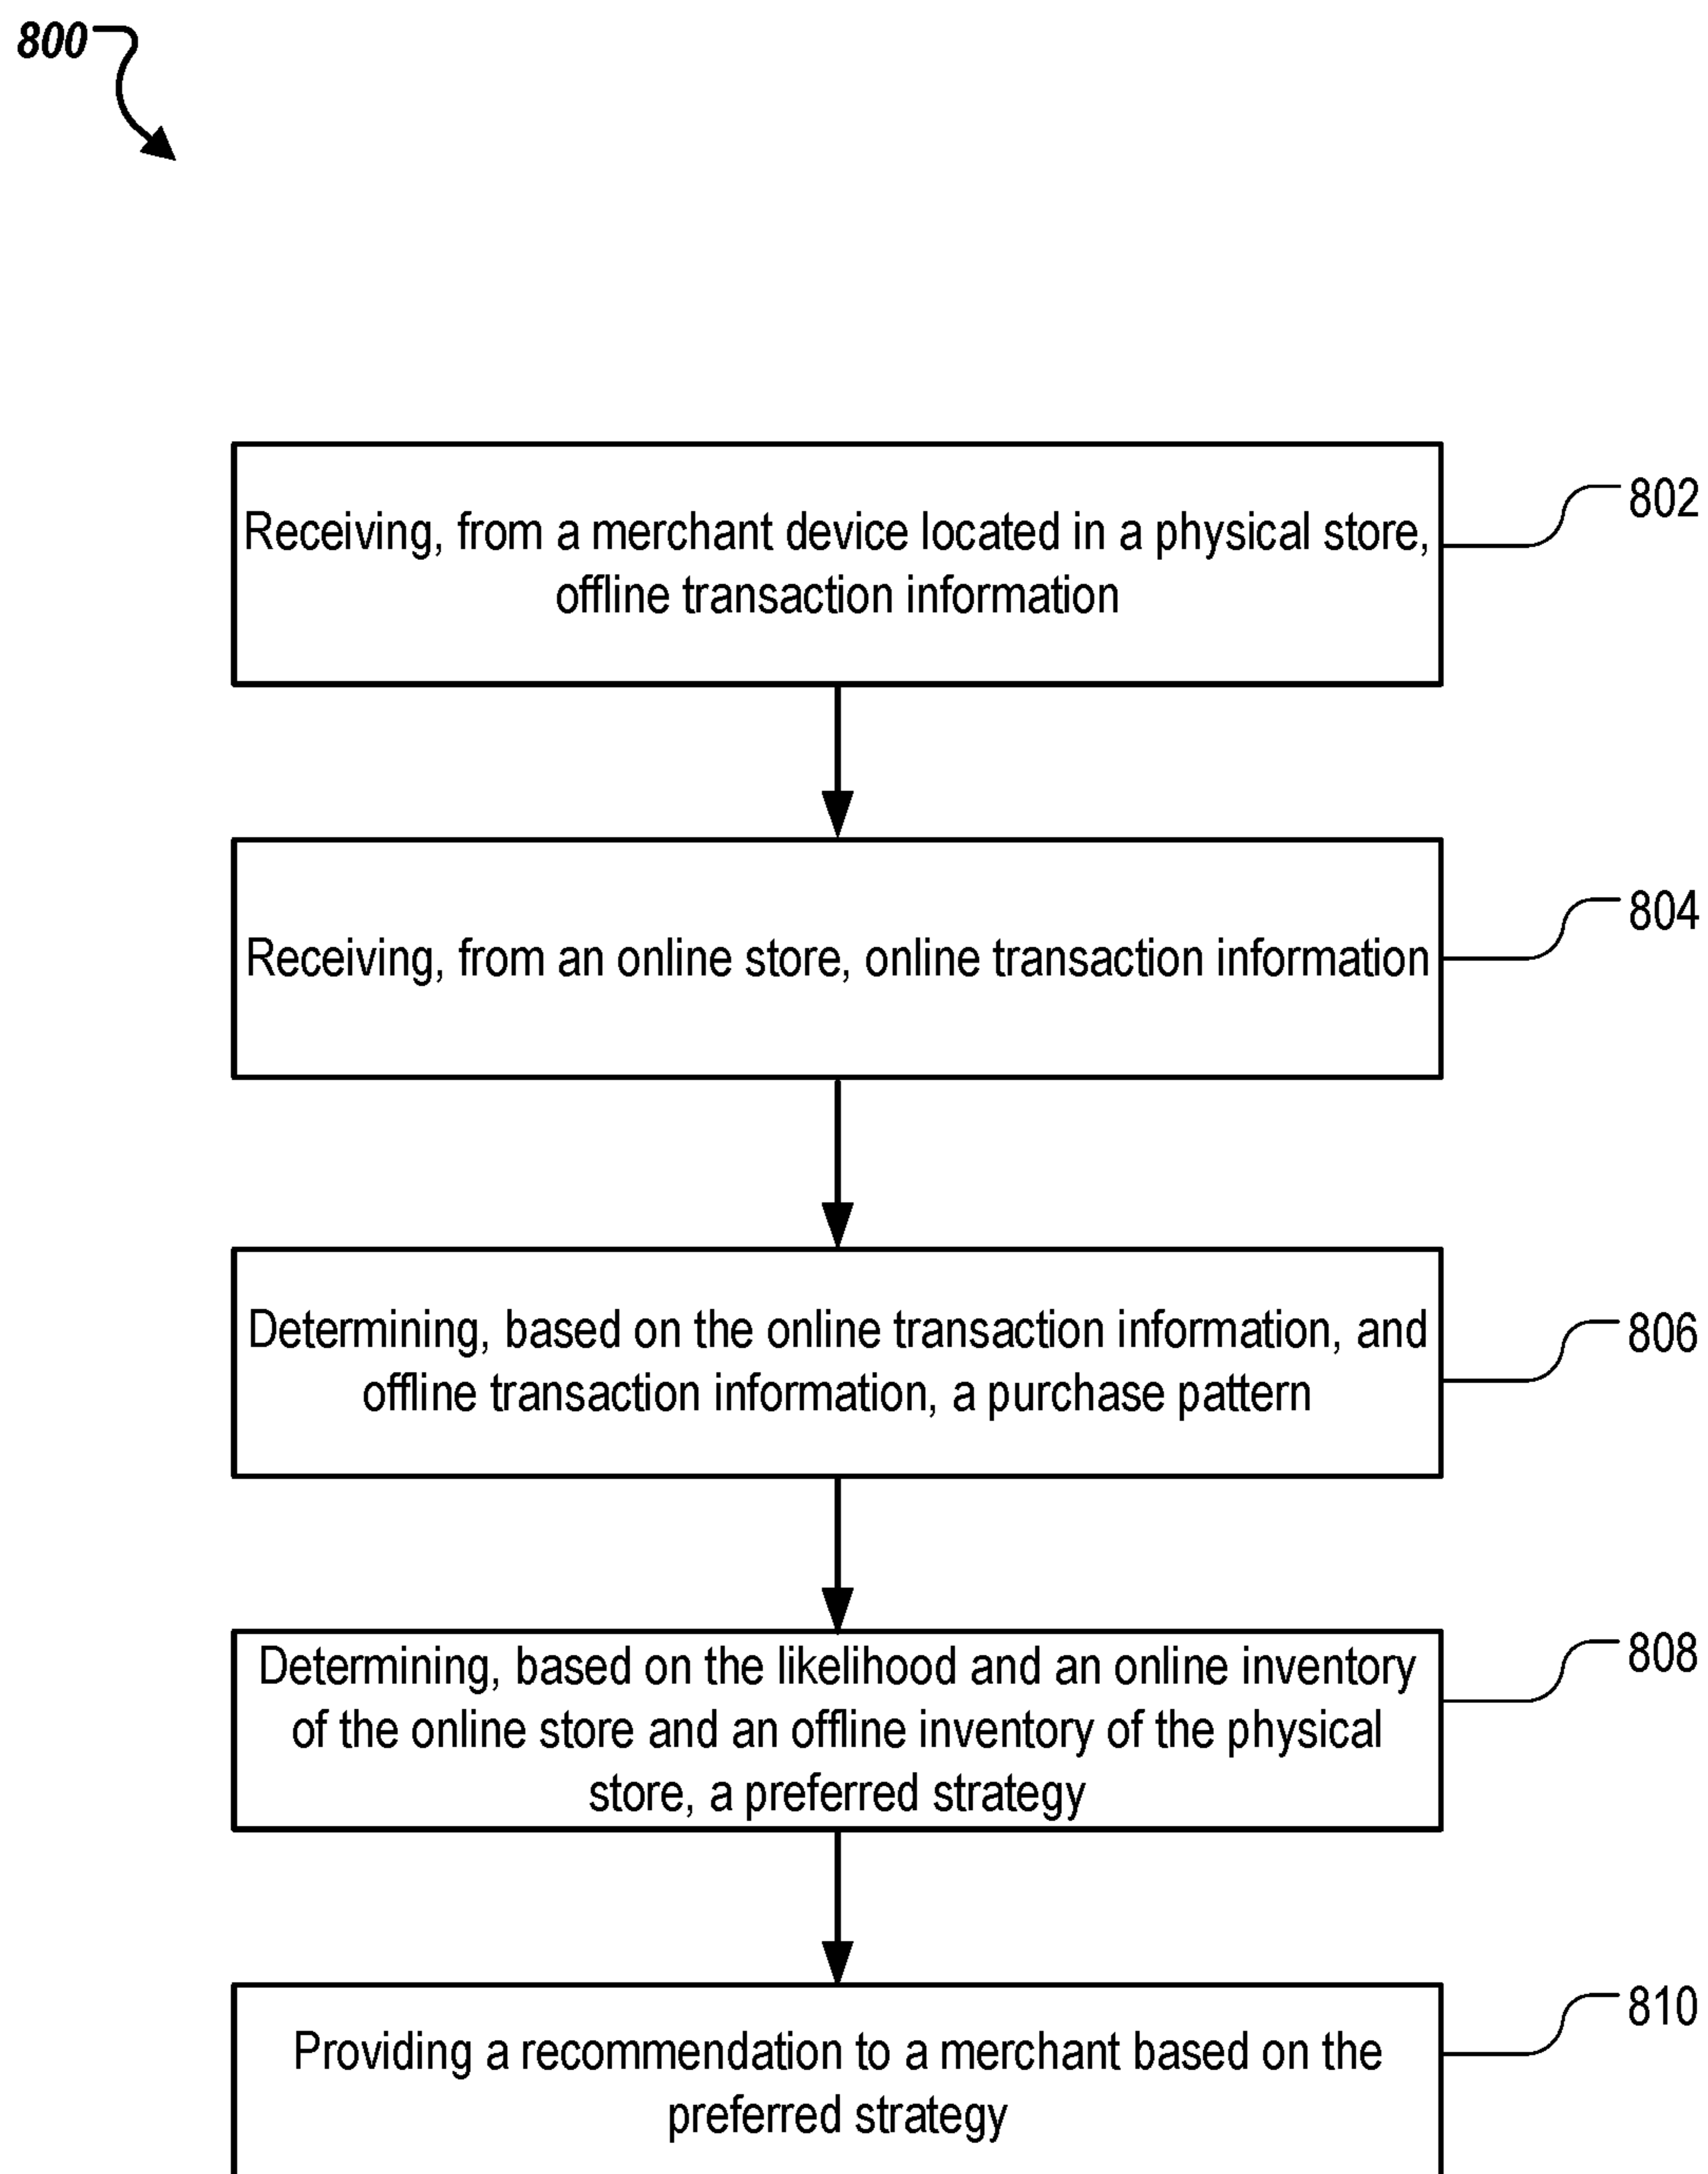 800
Receiving, from a merchant device located in a physical store,
offline transaction information
802
Receiving, from an online store, online transaction information
804
Determining, based on the online transaction information, and
offline transaction information, a purchase pattern
806
Determining, based on the likelihood and an online inventory
of the online store and an offline inventory of the physical
store, a preferred strategy
808
Providing a recommendation to a merchant based on the
preferred strategy
810